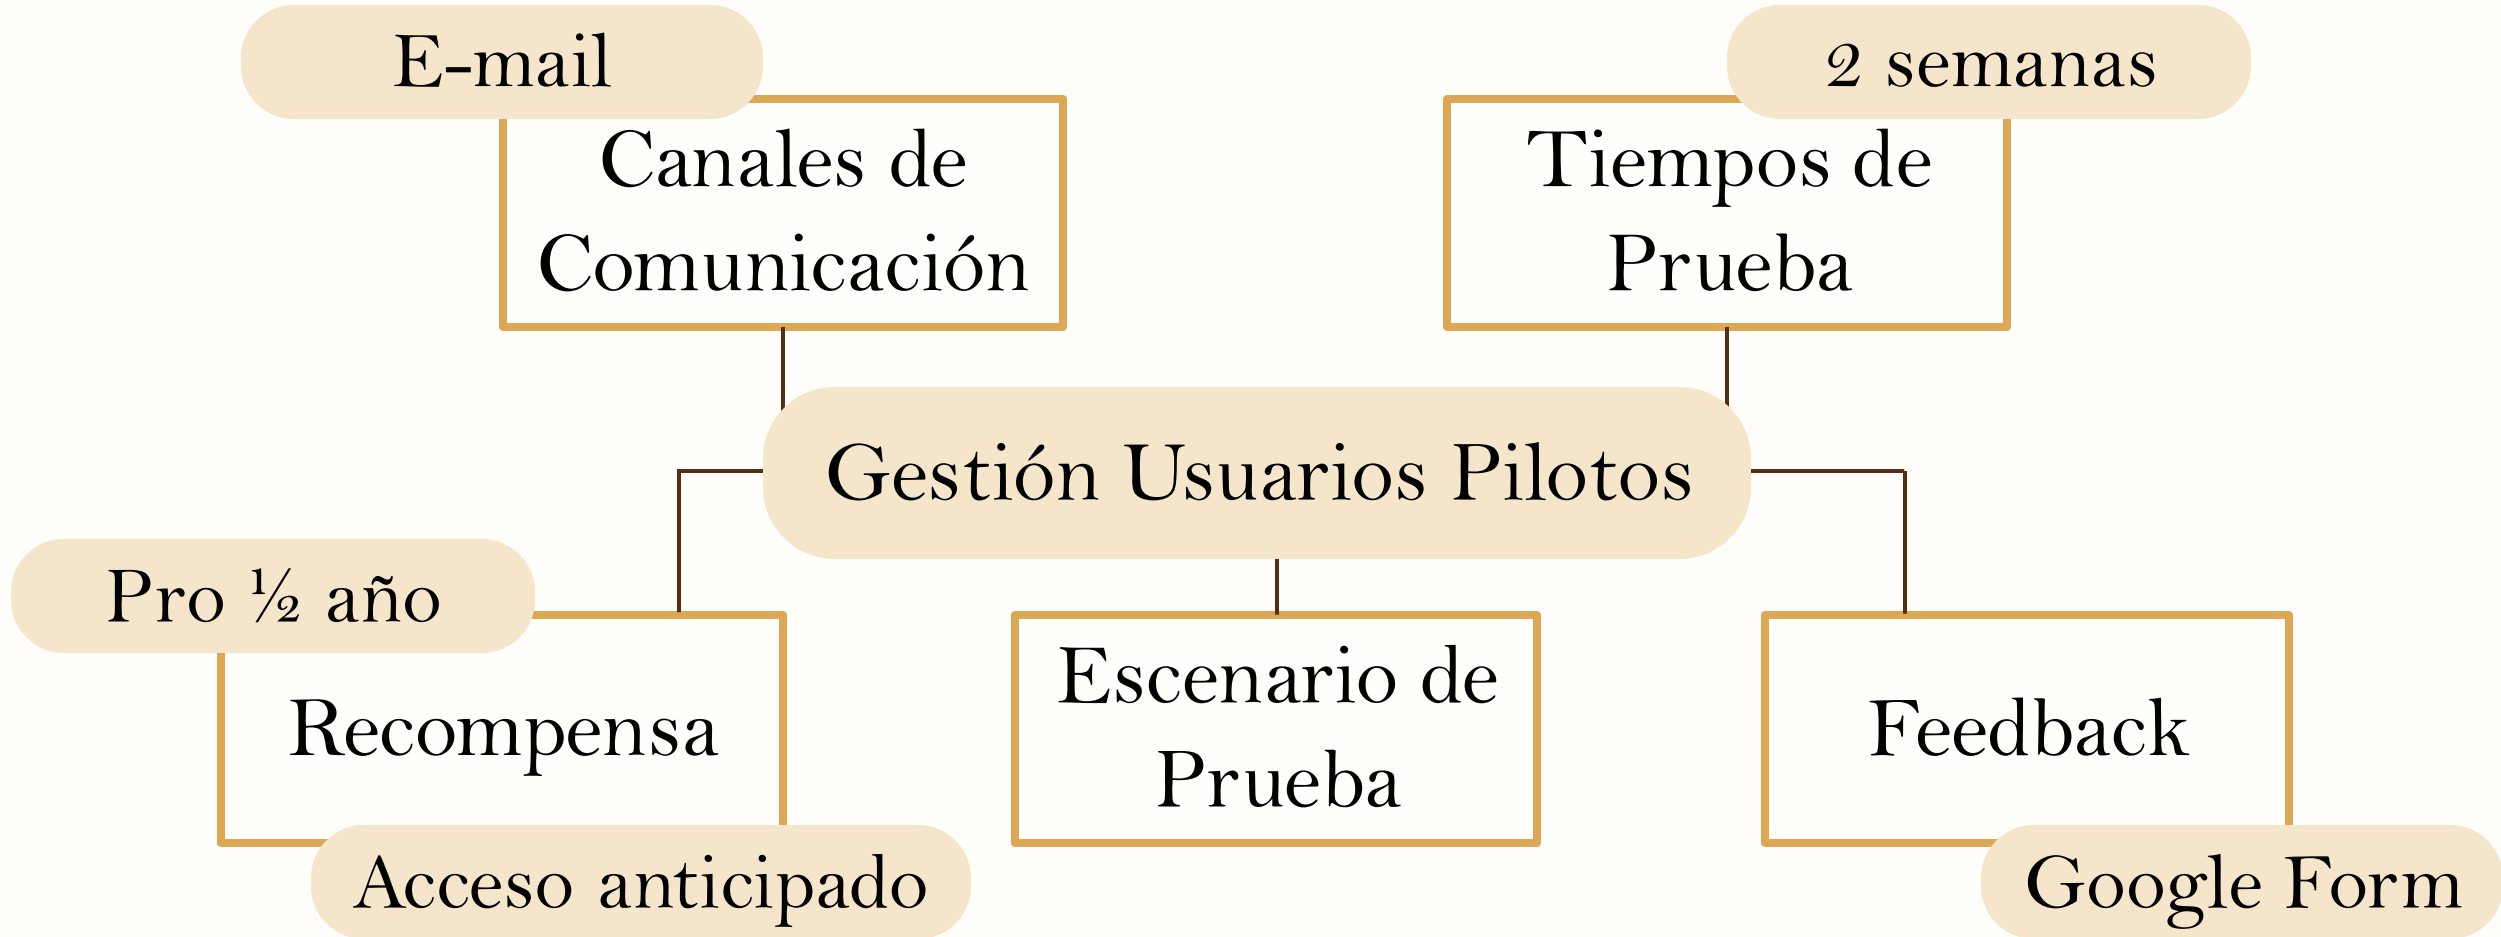 E-mail
2 semanas
Canales de
Comunicación
Tiempos de
Prueba
Gestión Usuarios Pilotos
Pro ½ año
Recompensa
Acceso anticipado
Escenario de
Prueba
Feedback
Google Form